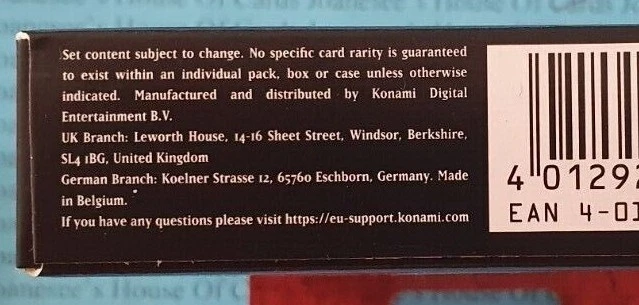 Set content subject to change. No specific card rarity is guaranteed
to exist within an individual pack, box or case unless otherwise
indicated. Manufactured and distributed by Konami Digital
Entertainment B.V.
UK Branch: Leworth House, 14-16 Sheet Street, Windsor, Berkshire,
SL4 1BG, United Kingdom
German Branch: Koelner Strasse 12, 65760 Eschborn, Germany. Made
in Belgium.
If you have any questions please visit https://eu-support.konami.com
4 01292
EAN 4-01
House Of